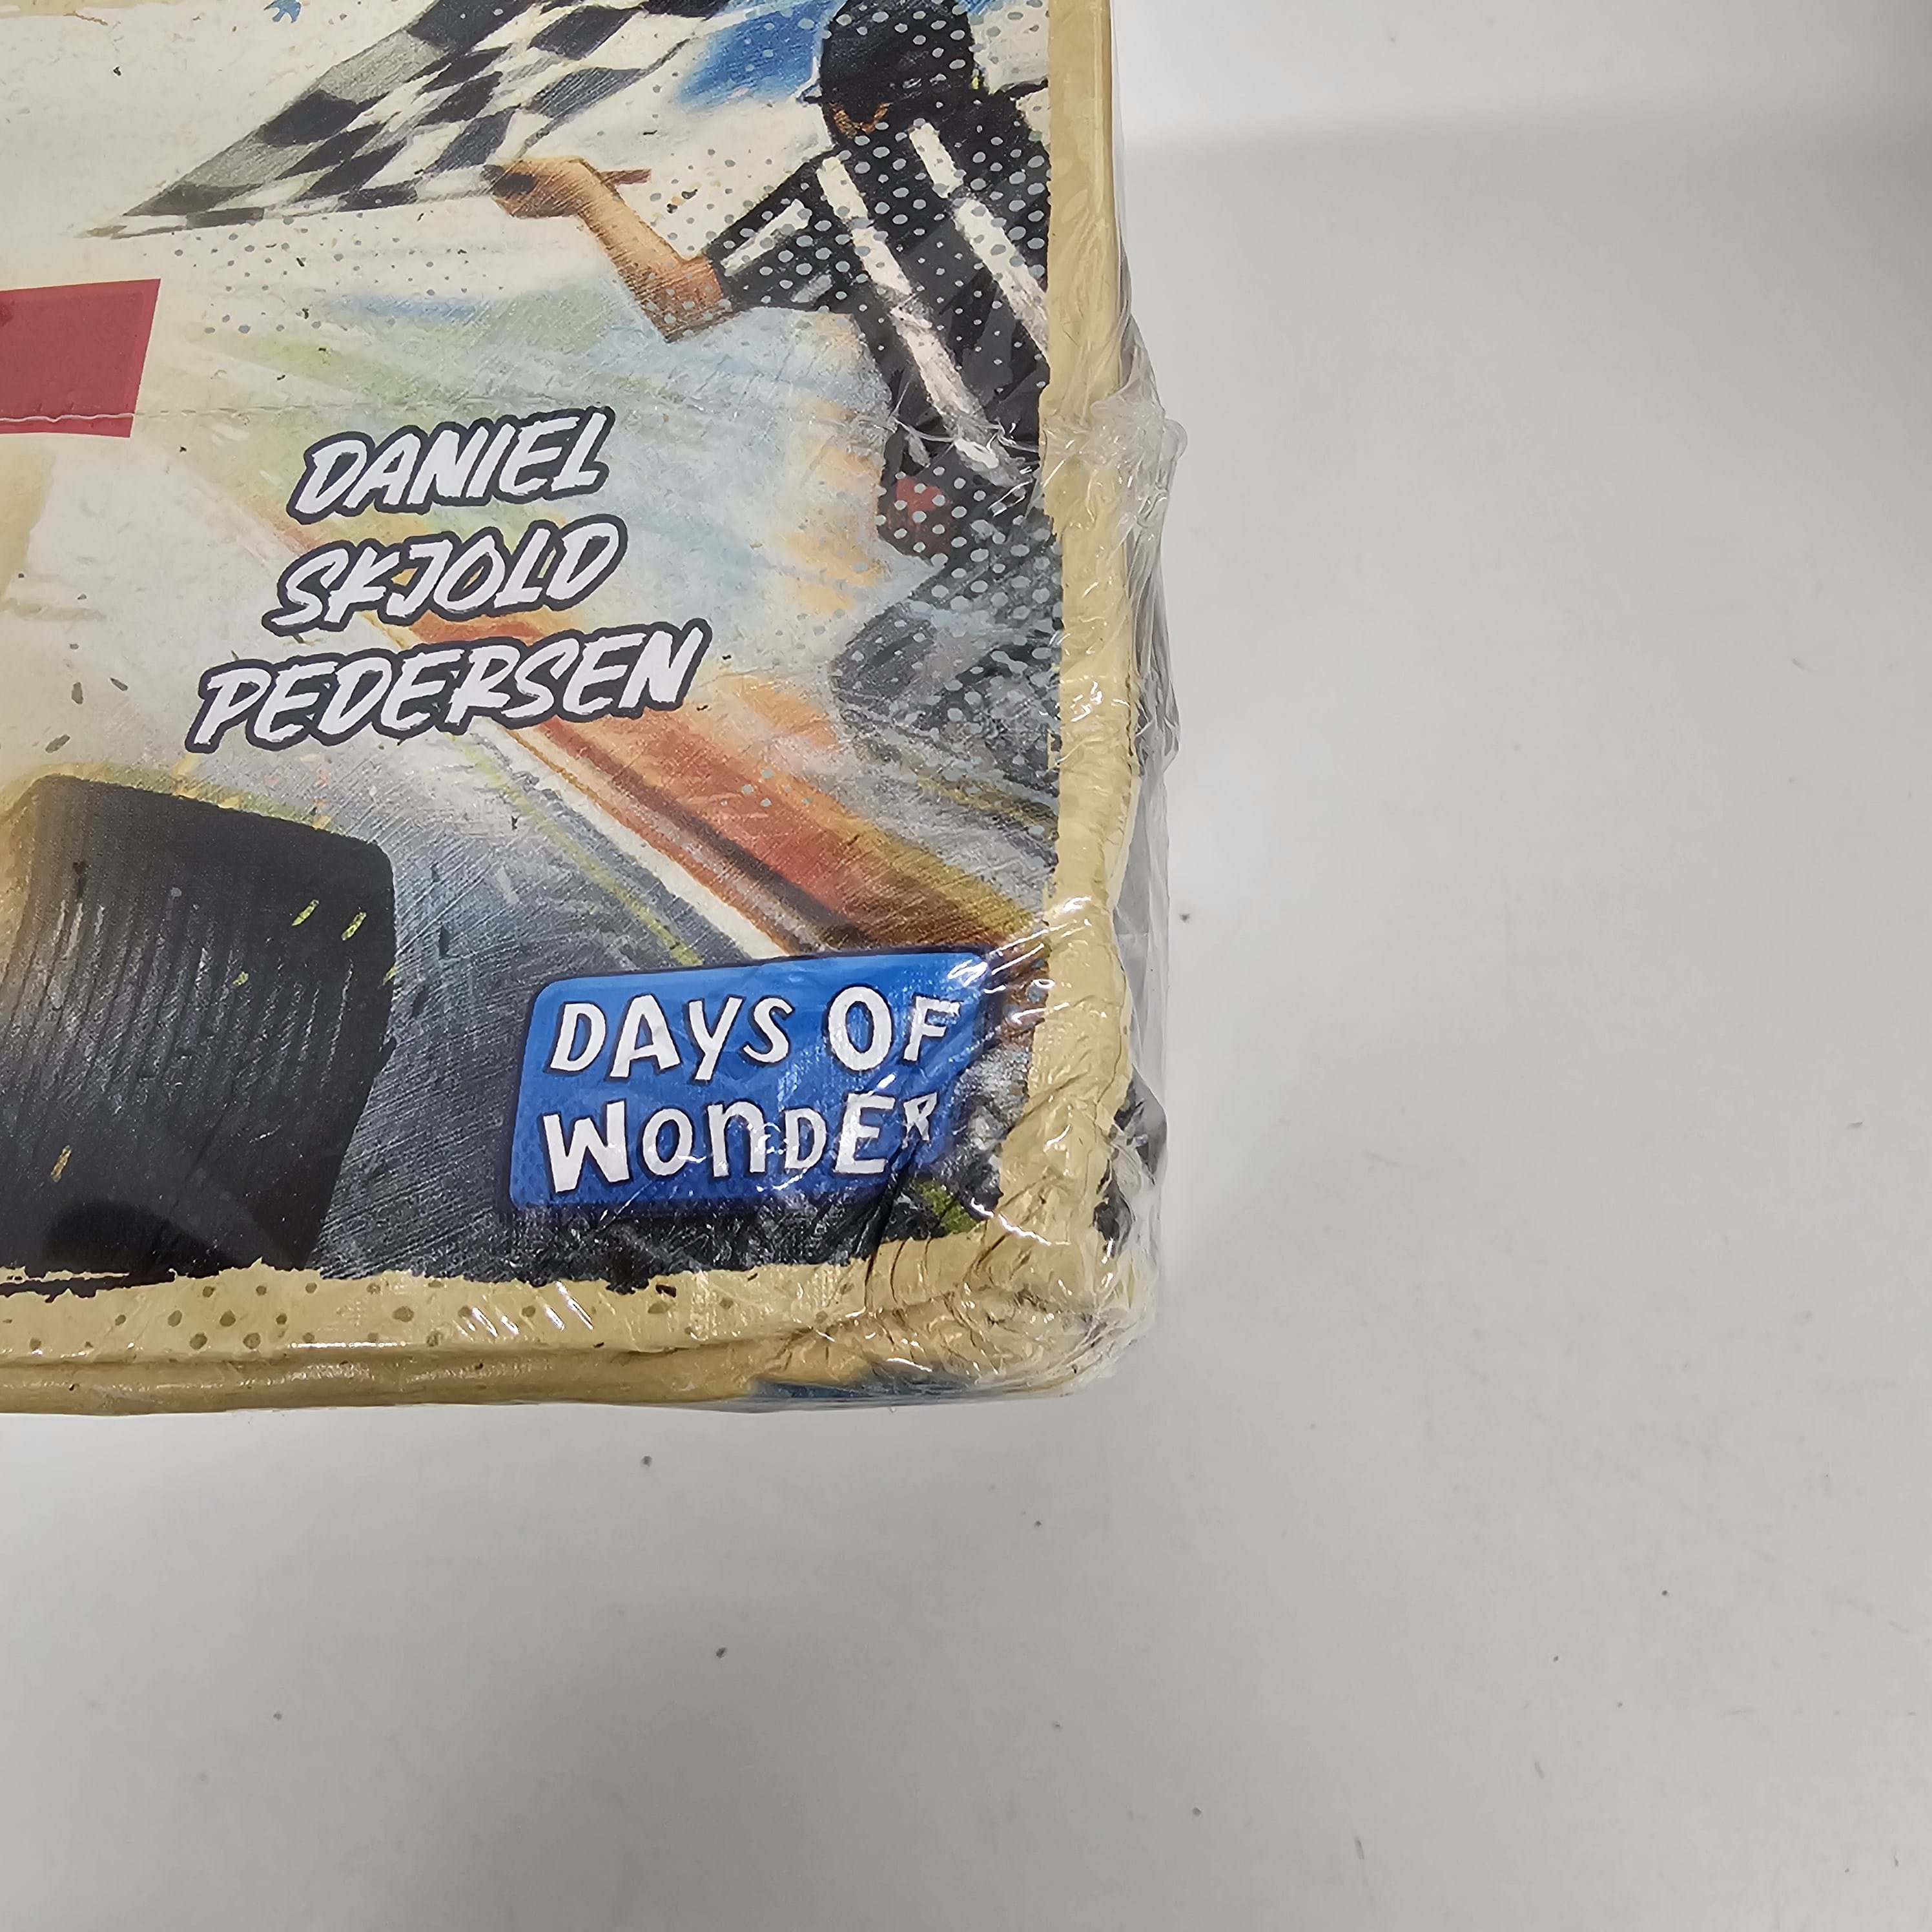 DANIEL
SKJOLD
PEDERSEN
DAYS OF
WONDER